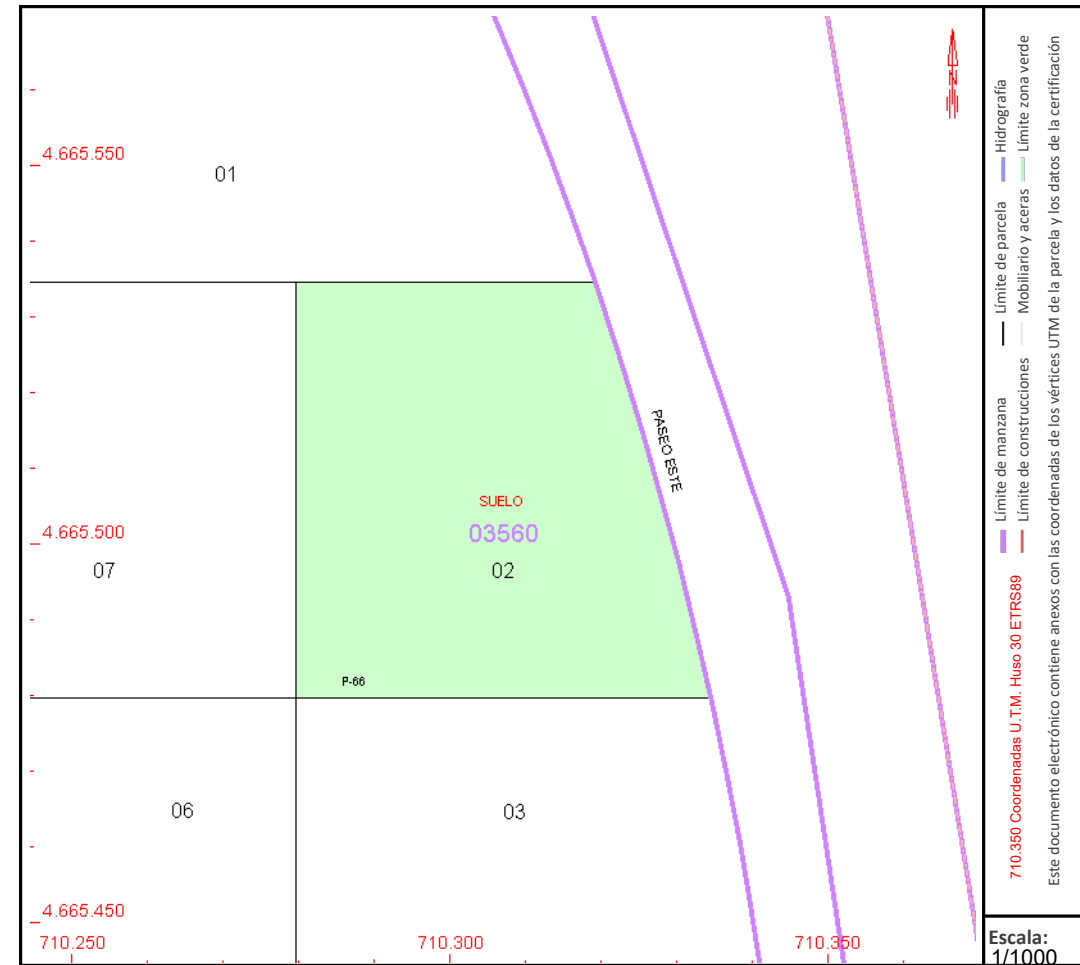 4.665.550
01
PASEO ESTE
SUELO
03560
4.665.500
07
02
P-66
06
03
4.665.450
710.250
710.300
710.350
N
Límite de manzana
Límite de parcela
Hidrografía
Límite de construcciones
Mobiliario y aceras
Límite zona verde
710.350 Coordenadas U.T.M. Huso 30 ETRS89
Este documento electrónico contiene anexos con las coordenadas de los vértices UTM de la parcela y los datos de la certificación
Escala:
1/1000